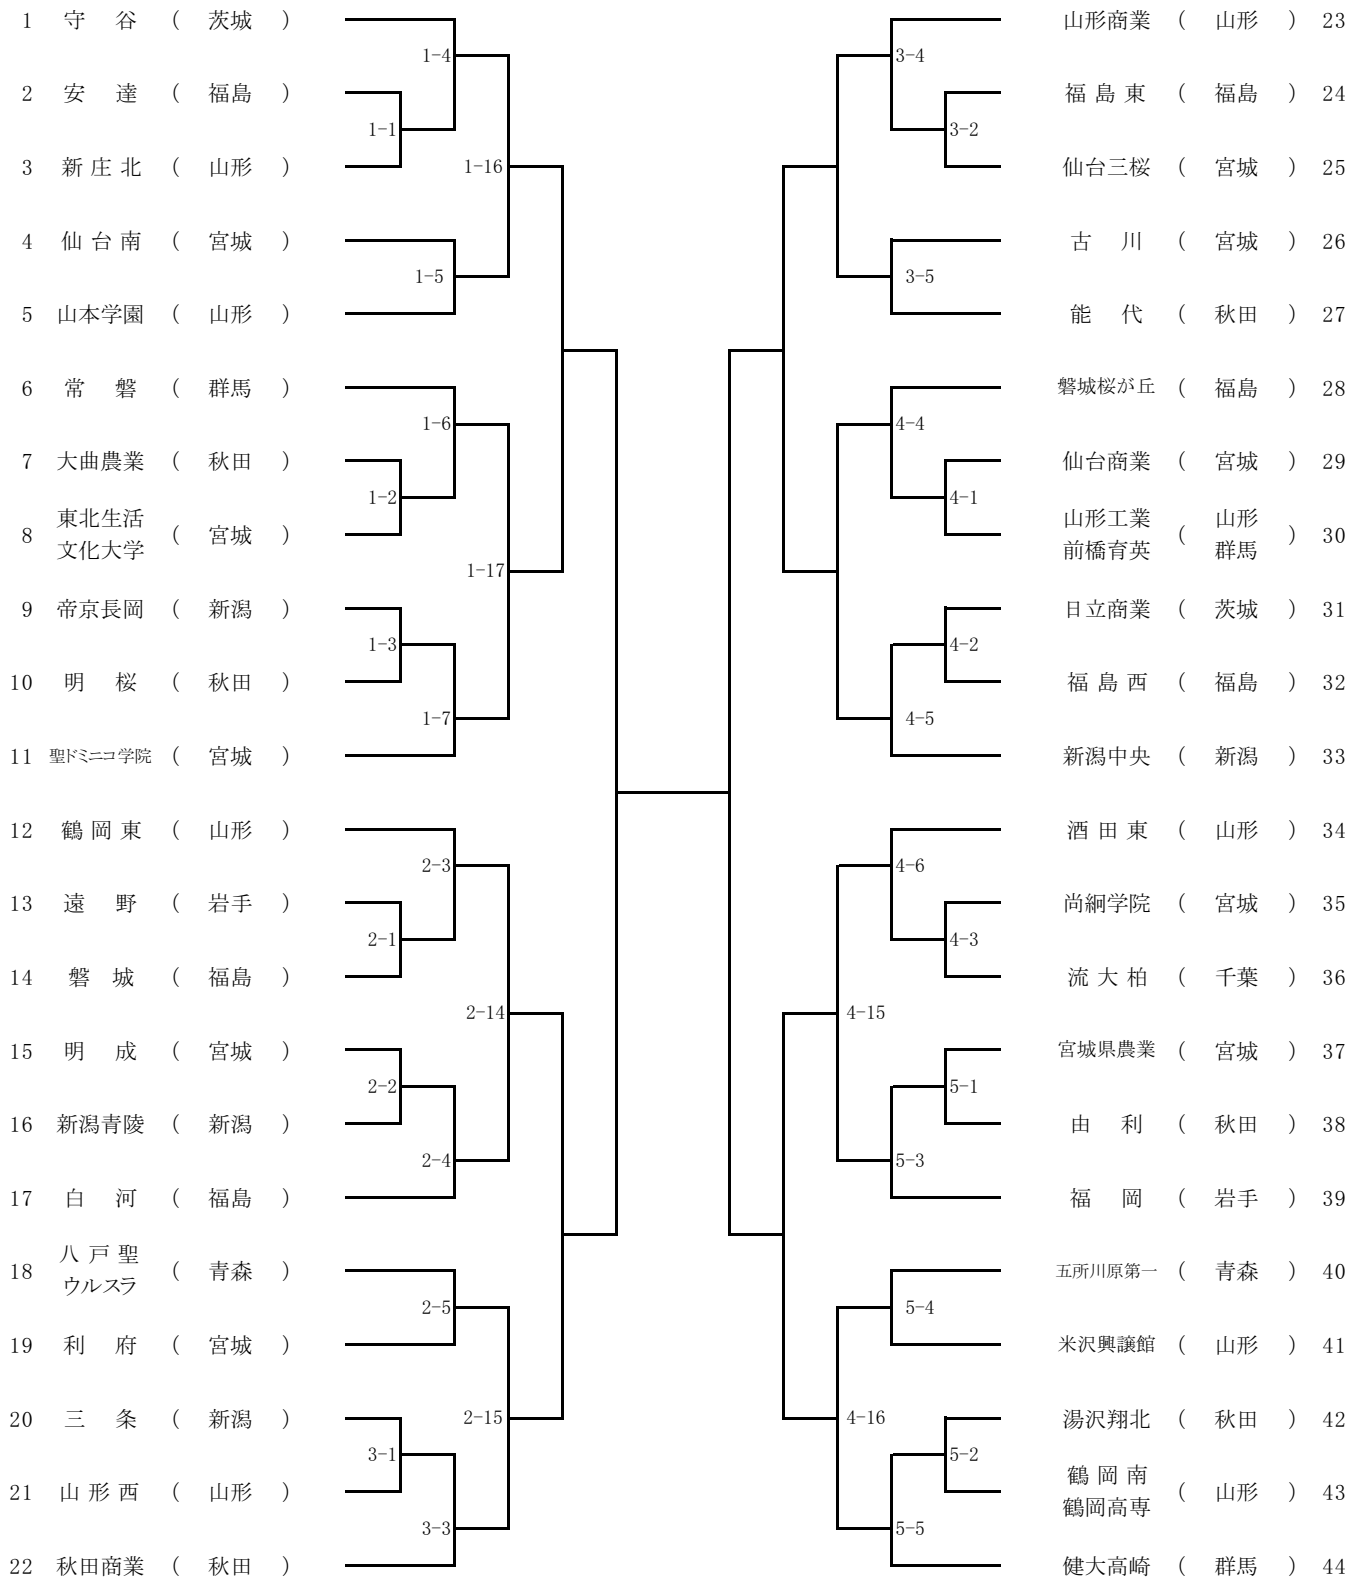 1 守 谷 ( 茨城 )
1-4
2 安 達 ( 福島 )
1-1
3 新 庄 北 ( 山形 )
1-16
4 仙 台 南 ( 宮城 )
1-5
5 山本学園 ( 山形 )
6 常 磐 ( 群馬 )
1-6
7 大曲農業 ( 秋田 )
1-2
8 東北生活
文化大学 ( 宮城 )
1-17
9 帝京長岡 ( 新潟 )
1-3
10 明 桜 ( 秋田 )
1-7
11 聖ドミニコ学院 ( 宮城 )
12 鶴 岡 東 ( 山形 )
2-3
13 遠 野 ( 岩手 )
2-1
14 磐 城 ( 福島 )
2-14
15 明 成 ( 宮城 )
2-2
16 新潟青陵 ( 新潟 )
2-4
17 白 河 ( 福島 )
18 八 戸 聖
ウルスラ ( 青森 )
2-5
19 利 府 ( 宮城 )
20 三 条 ( 新潟 )
2-15
3-1
21 山 形 西 ( 山形 )
3-3
22 秋田商業 ( 秋田 )
山形商業 ( 山形 ) 23
3-4
福 島 東 ( 福島 ) 24
3-2
仙台三桜 ( 宮城 ) 25
古 川 ( 宮城 ) 26
3-5
能 代 ( 秋田 ) 27
磐城桜が丘 ( 福島 ) 28
4-4
仙台商業 ( 宮城 ) 29
4-1
山形工業 ( 山形
前橋育英 群馬 ) 30
日立商業 ( 茨城 ) 31
4-2
福 島 西 ( 福島 ) 32
4-5
新潟中央 ( 新潟 ) 33
酒 田 東 ( 山形 ) 34
4-6
尚絅学院 ( 宮城 ) 35
4-3
流 大 柏 ( 千葉 ) 36
4-15
宮城県農業 ( 宮城 ) 37
5-1
由 利 ( 秋田 ) 38
5-3
福 岡 ( 岩手 ) 39
五所川原第一 ( 青森 ) 40
5-4
米沢興譲館 ( 山形 ) 41
湯沢翔北 ( 秋田 ) 42
4-16
5-2
鶴 岡 南
鶴岡高専 ( 山形 ) 43
5-5
健大高崎 ( 群馬 ) 44